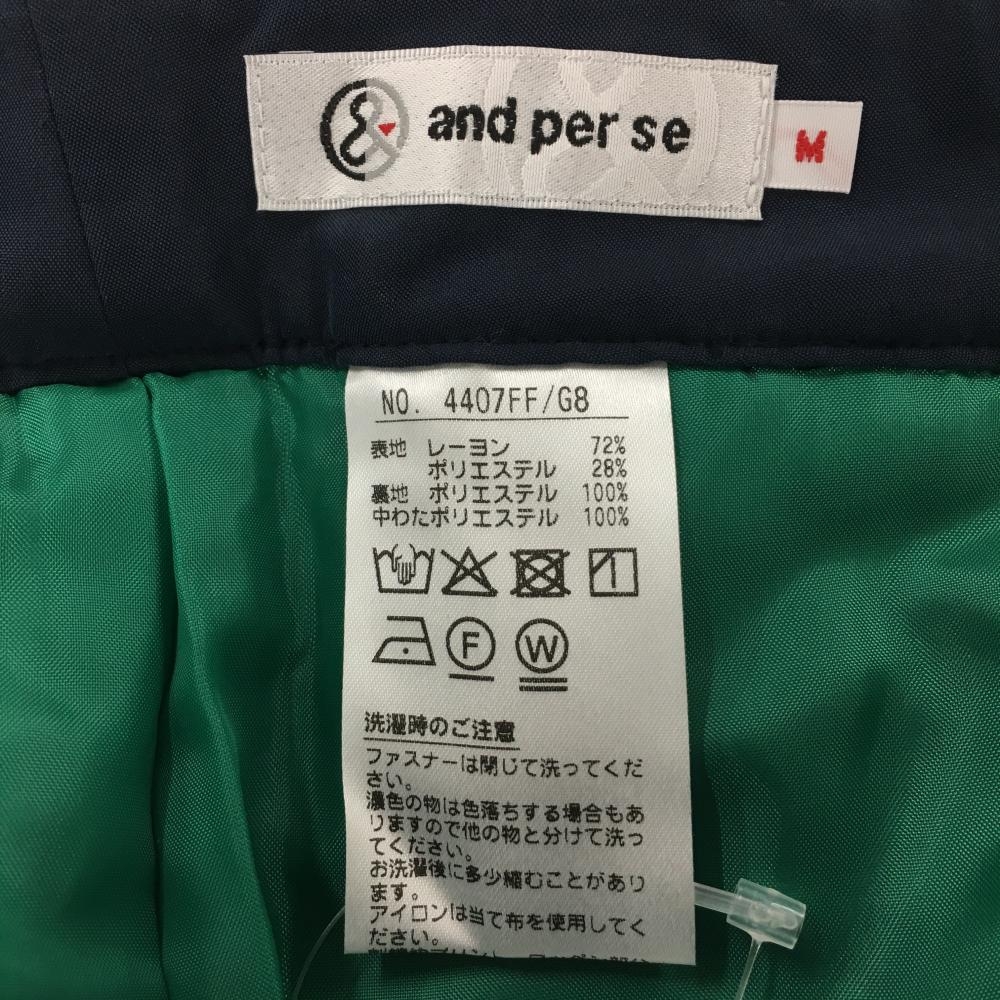 and per se
M
NO. 4407FF/G8
表地 レーヨン 72%
ポリエステル 28%
裏地 ポリエステル 100%
中わたポリエステル 100%
F W
洗濯時のご注意
ファスナーは閉じて洗ってくだ
さい。
濃色の物は色落ちする場合もあ
りますので他の物と分けて洗っ
てください。
お洗濯後に多少縮むことがあり
ます。
アイロンは当て布を使用してく
ださい。